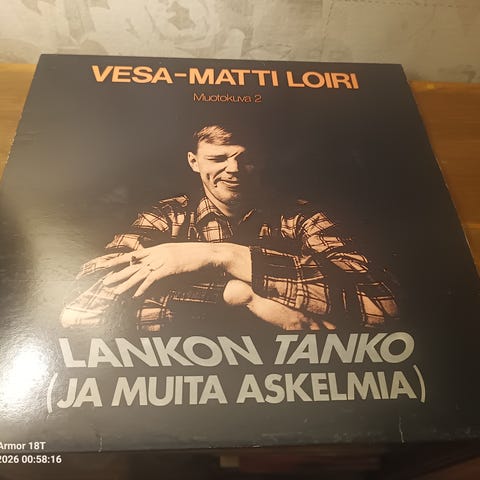 VESA-MATTI LOIRI
Muotokuva 2
LANKON TANKO
(JA MUITA ASKELMIA)
Armor 18T
2026 00:58:16